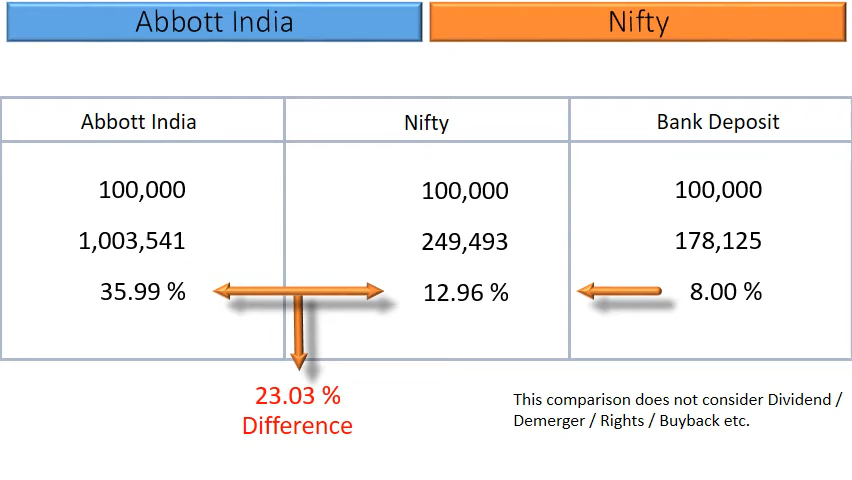 Abbott India
Nifty
Abbott India
Nifty
Bank Deposit
100,000
100,000
100,000
1,003,541
249,493
178,125
35.99 %
12.96 %
8.00 %
23.03 %
Difference
This comparison does not consider Dividend /
Demerger / Rights / Buyback etc.